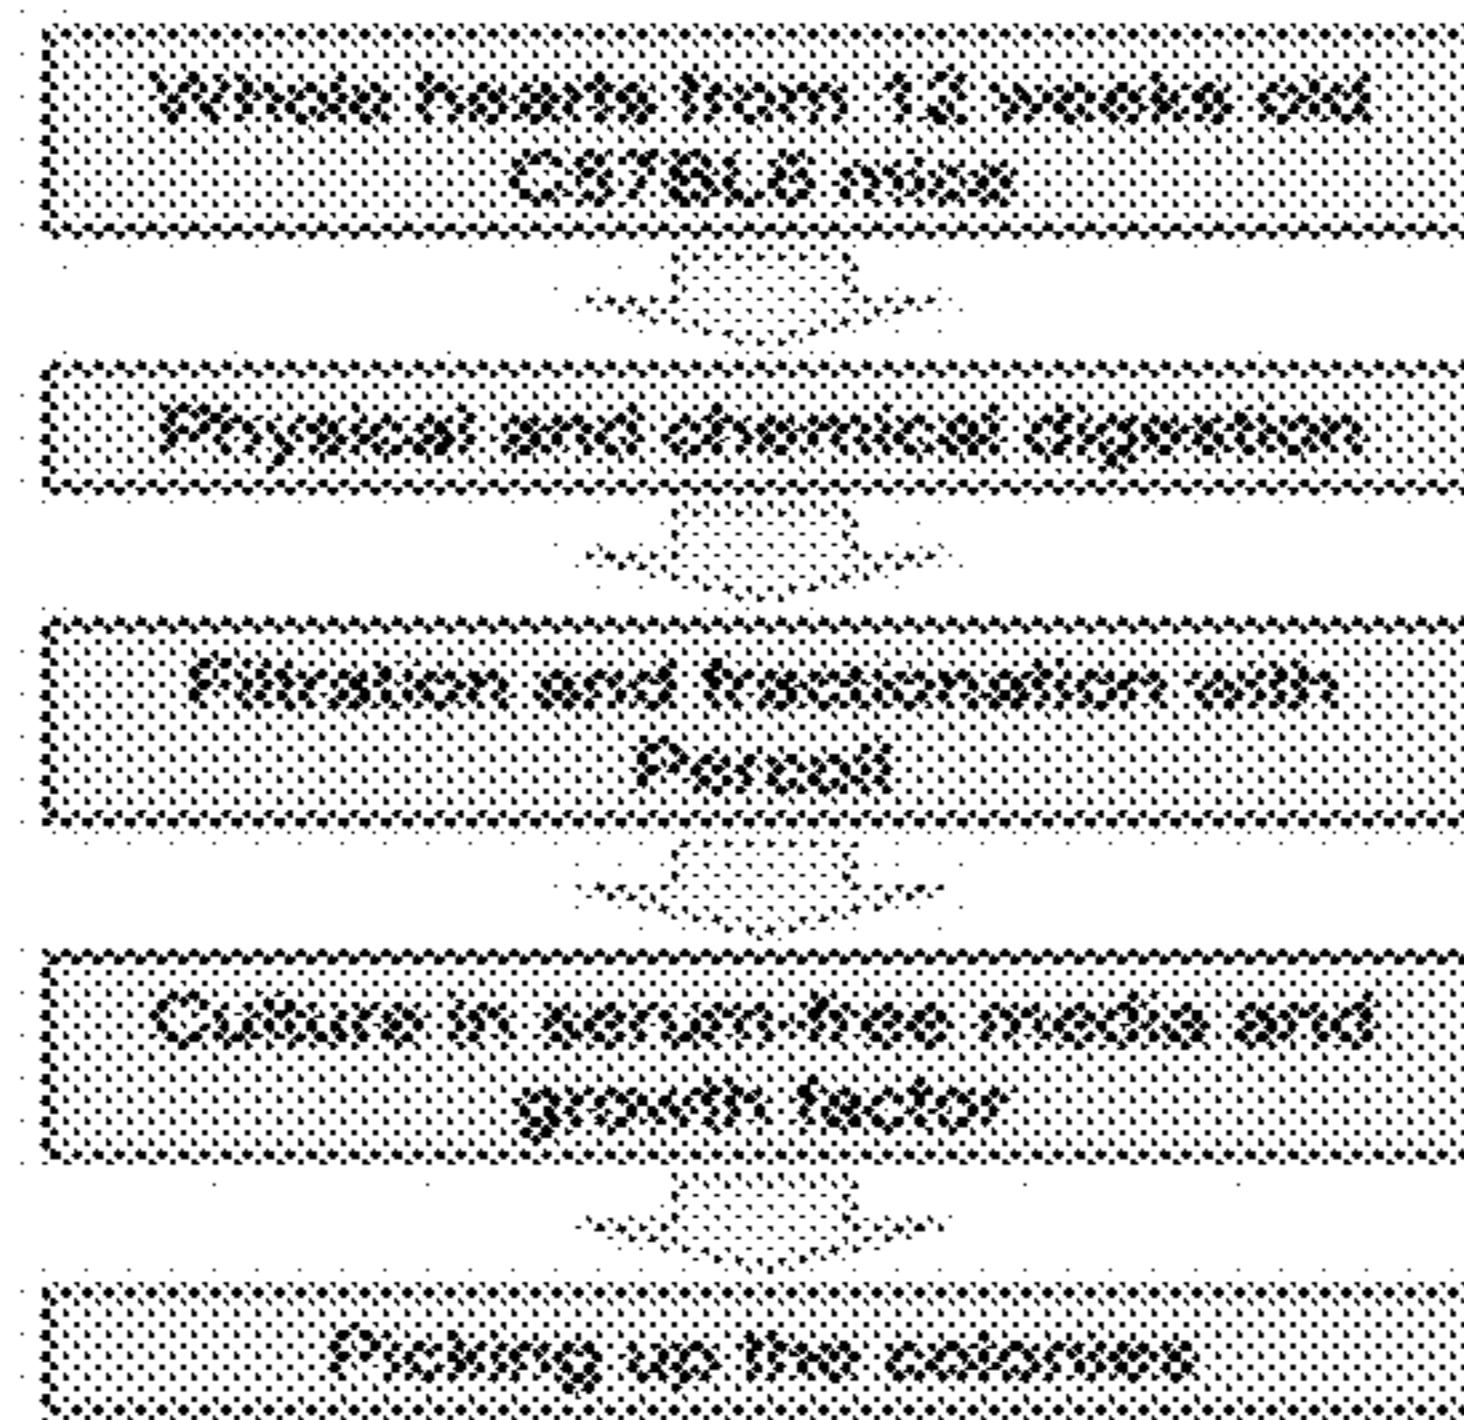 Whole hearts from 12 weeks old
C57BL6 mice
Physical and chemical digestion
Filtration and fractionation with
Percoll
Culture in serum-free media and
growth factor
Picking up the colonies